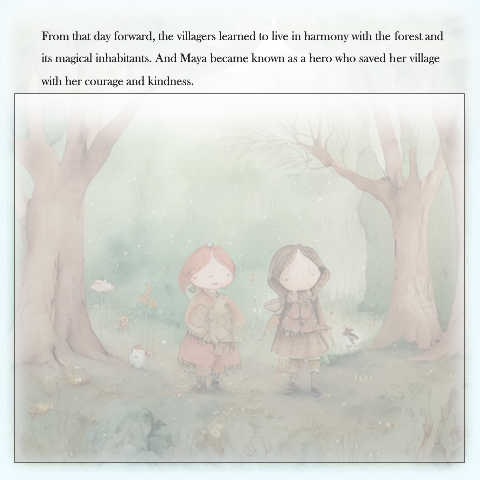 From that day forward, the villagers learned to live in harmony with the forest and
its magical inhabitants. And Maya became known as a hero who saved her village
with her courage and kindness.